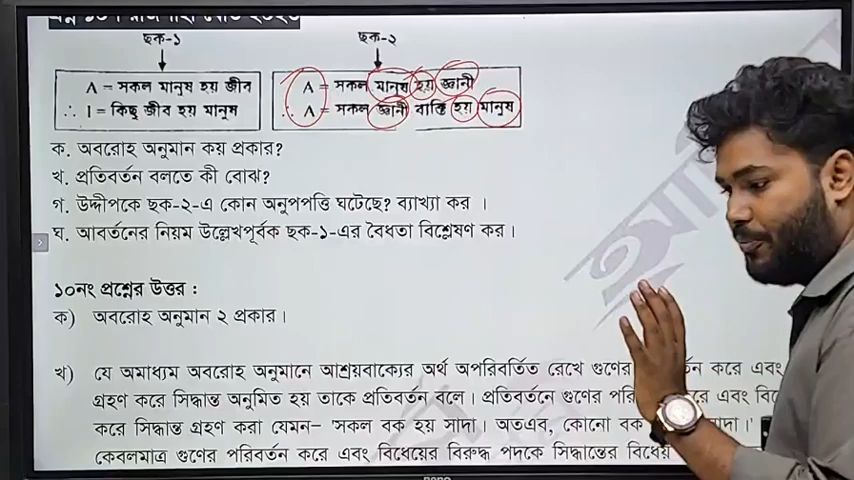 ছক-১ ছক-২
A = সকল মানুষ হয় জীব
∴ I = কিছু জীব হয় মানুষ
A = সকল মানুষ হয় জ্ঞানী
∴ A = সকল জ্ঞানী ব্যক্তি হয় মানুষ
ক. অবরোহ অনুমান কয় প্রকার?
খ. প্রতিবর্তন বলতে কী বোঝ?
গ. উদ্দীপকে ছক-২-এ কোন অনুপপত্তি ঘটেছে? ব্যাখ্যা কর ।
ঘ. আবর্তনের নিয়ম উল্লেখপূর্বক ছক-১-এর বৈধতা বিশ্লেষণ কর ।
১০নং প্রশ্নের উত্তর :
ক) অবরোহ অনুমান ২ প্রকার।
খ) যে অমাধ্যম অবরোহ অনুমানে আশ্রয়বাক্যের অর্থ অপরিবর্তিত রেখে গুণের করে এবং
গ্রহণ করে সিদ্ধান্ত অনুমিত হয় তাকে প্রতিবর্তন বলে। প্রতিবর্তনে গুণের এবং
করে সিদ্ধান্ত গ্রহণ করা যেমন– 'সকল বক হয় সাদা। অতএব, কোনো বক
কেবলমাত্র গুণের পরিবর্তন করে এবং বিধেয়ের বিরুদ্ধ পদকে সিদ্ধান্তের বিধেয়